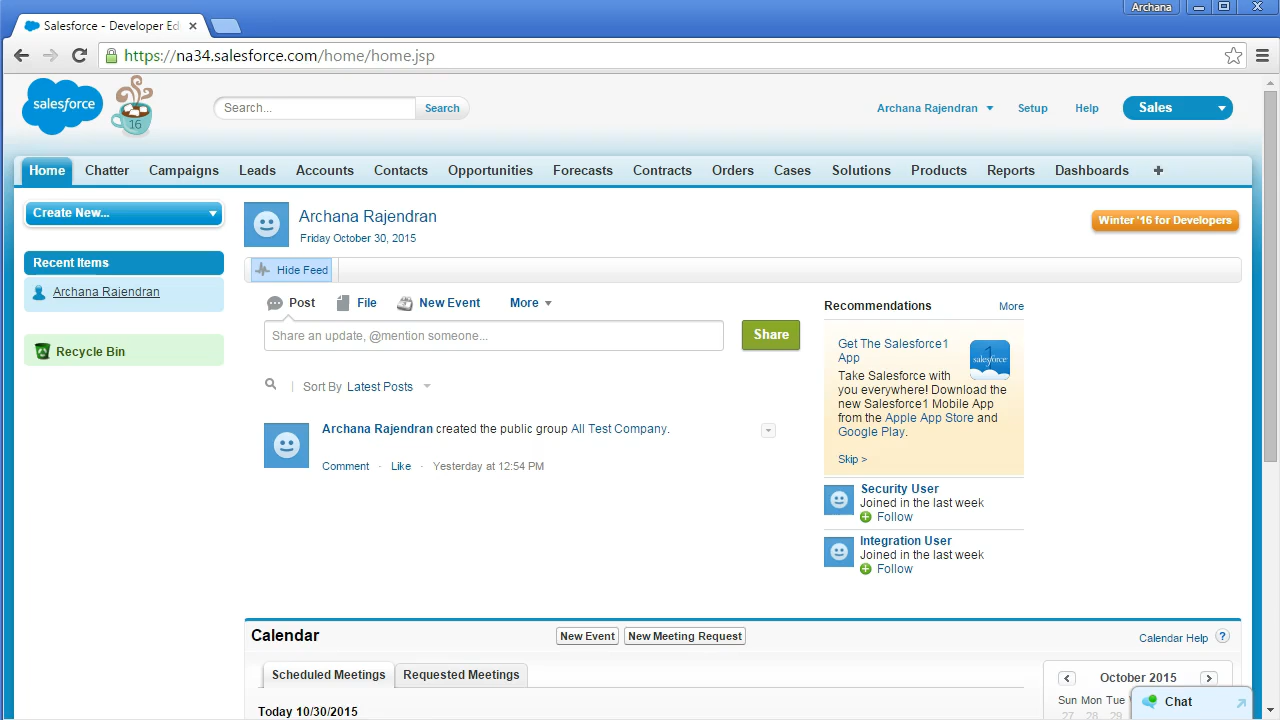 Archana
Salesforce - Developer Ed
https://na34.salesforce.com/home/home.jsp
salesforce
16
Search...
Search
Archana Rajendran
Setup
Help
Sales
Home
Chatter
Campaigns
Leads
Accounts
Contacts
Opportunities
Forecasts
Contracts
Orders
Cases
Solutions
Products
Reports
Dashboards
Create New...
Recent Items
Archana Rajendran
Recycle Bin
Archana Rajendran
Friday October 30, 2015
Winter '16 for Developers
Hide Feed
Post
File
New Event
More
Share an update, @mention someone...
Share
Sort By Latest Posts
Archana Rajendran created the public group All Test Company.
Comment · Like · Yesterday at 12:54 PM
Recommendations
More
Get The Salesforce1
App
1
salesforce
Take Salesforce with
you everywhere! Download the
new Salesforce1 Mobile App
from the Apple App Store and
Google Play.
Skip >
Security User
Joined in the last week
Follow
Integration User
Joined in the last week
Follow
Calendar
New Event
New Meeting Request
Calendar Help ?
Scheduled Meetings
Requested Meetings
Today 10/30/2015
October 2015
Sun Mon Tue
27 28 29
Chat